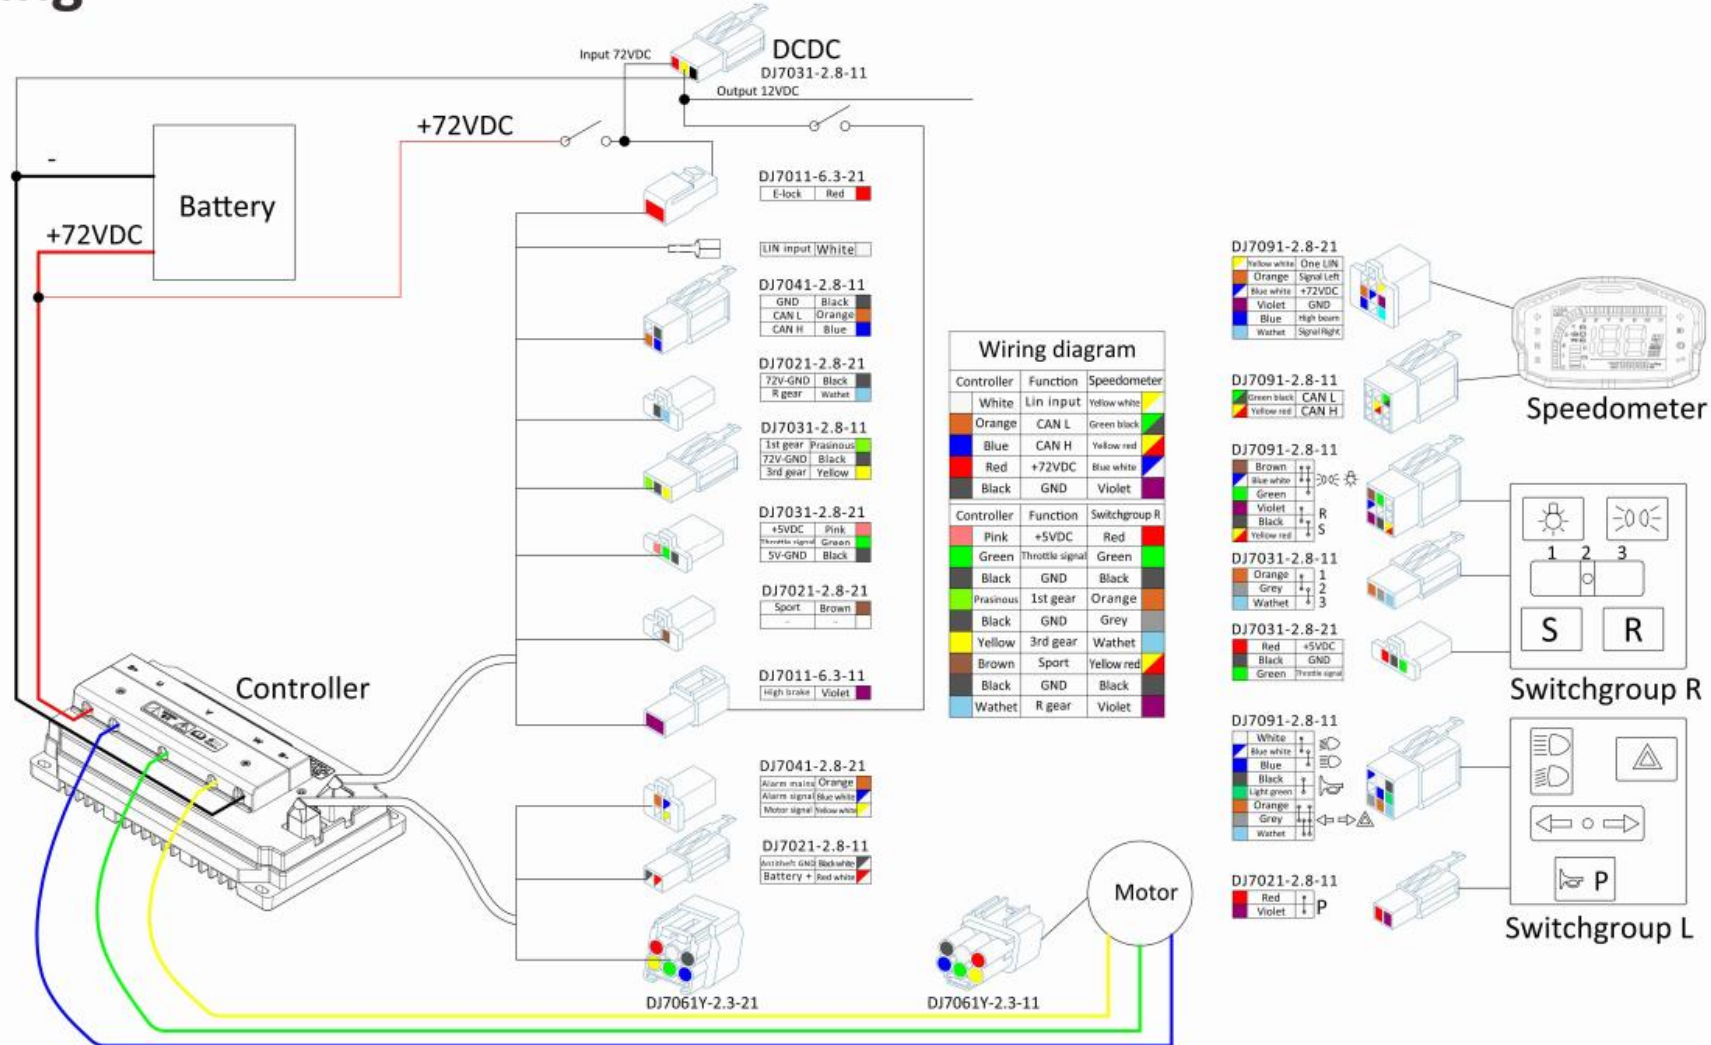 Input 72VDC
DCDC
DJ7031-2.8-11
Output 12VDC
+72VDC
-
Battery
+72VDC
Controller
DJ7011-6.3-21
E-lock Red
LIN input White
DJ7041-2.8-11
GND Black
CAN L Orange
CAN H Blue
DJ7021-2.8-21
72V-GND Black
R gear Wathet
DJ7031-2.8-11
1st gear Prasinous
72V-GND Black
3rd gear Yellow
DJ7031-2.8-21
+5VDC Pink
Throttle signal Green
5V-GND Black
DJ7021-2.8-21
Sport Brown
- -
DJ7011-6.3-11
High brake Violet
DJ7041-2.8-21
Alarm mains Orange
Alarm signal Blue white
Motor signal Yellow white
DJ7021-2.8-11
Antitheft GND Black white
Battery + Red white
DJ7061Y-2.3-21
DJ7061Y-2.3-11
Motor
Wiring diagram
Controller Function Speedometer
White Lin input Yellow white
Orange CAN L Green black
Blue CAN H Yellow red
Red +72VDC Blue white
Black GND Violet
Controller Function Switchgroup R
Pink +5VDC Red
Green Throttle signal Green
Black GND Black
Prasinous 1st gear Orange
Black GND Grey
Yellow 3rd gear Wathet
Brown Sport Yellow red
Black GND Black
Wathet R gear Violet
DJ7091-2.8-21
Yellow white One LIN
Orange Signal Left
Blue white +72VDC
Violet GND
Blue High beam
Wathet Signal Right
DJ7091-2.8-11
Green black CAN L
Yellow red CAN H
Speedometer
DJ7091-2.8-11
Brown
Blue white
Green
Violet R
Black
Yellow red S
DJ7031-2.8-11
Orange 1
Grey 2
Wathet 3
DJ7031-2.8-21
Red +5VDC
Black GND
Green Throttle signal
1 2 3
S R
Switchgroup R
DJ7091-2.8-11
White
Blue white
Blue
Black
Light green
Orange
Grey
Wathet
DJ7021-2.8-11
Red
Violet P
P
Switchgroup L